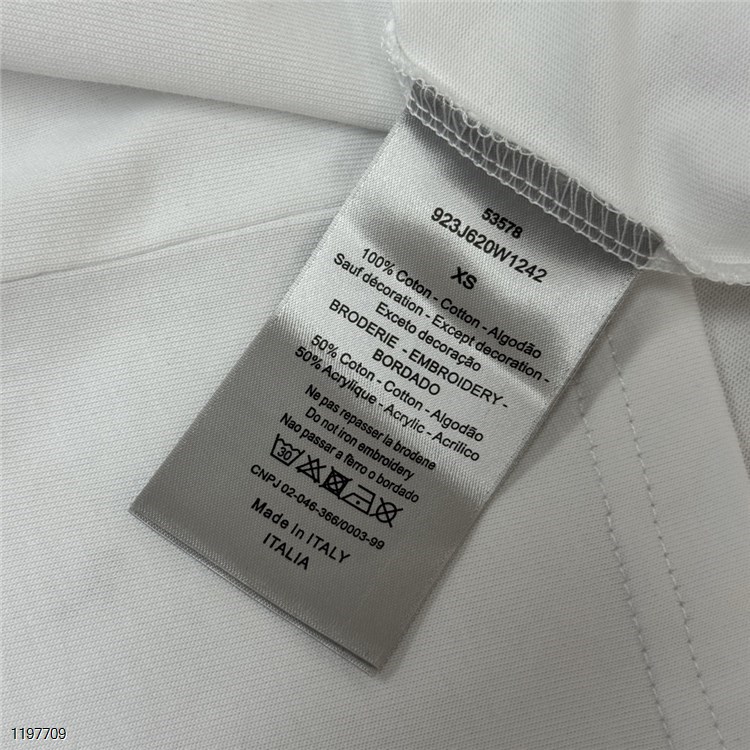 53578
923J620W1242
XS
100% Coton - Cotton - Algodão
Sauf décoration - Except decoration -
Exceto decoração
BRODERIE - EMBROIDERY -
BORDADO
50% Coton - Cotton - Algodão
50% Acrylique - Acrylic - Acrilico
Ne pas repasser la brodene
Do not iron embroidery
Nao passar a ferro o bordado
30
CNPJ 02-046-366/0003-99
Made In ITALY
ITALIA
1197709